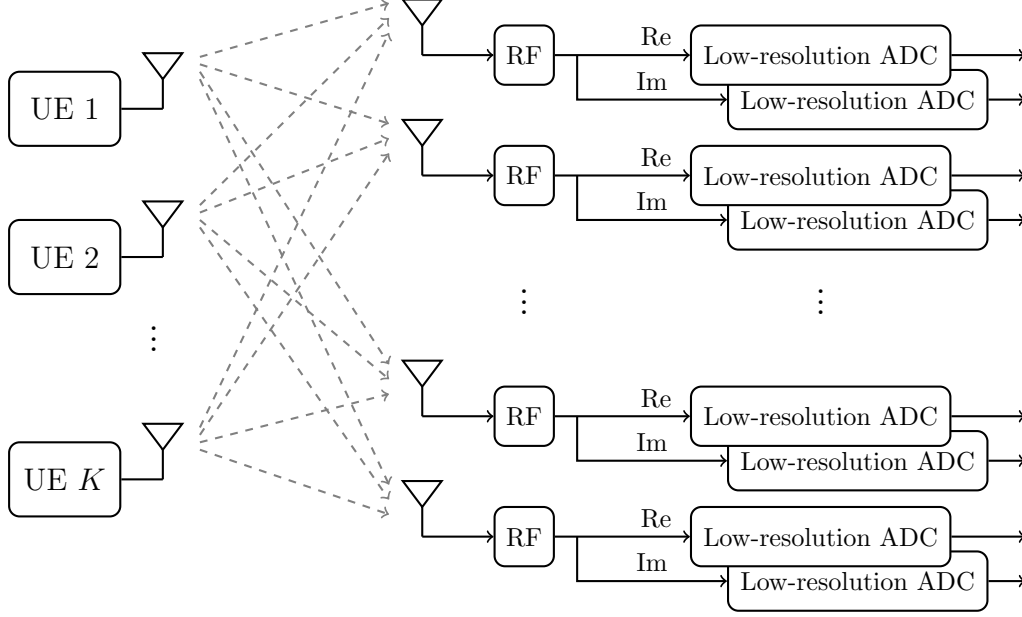 UE 1
UE 2
⋮
UE K
RF
Re
Im
Low-resolution ADC
Low-resolution ADC
RF
Re
Im
Low-resolution ADC
Low-resolution ADC
⋮
⋮
RF
Re
Im
Low-resolution ADC
Low-resolution ADC
RF
Re
Im
Low-resolution ADC
Low-resolution ADC